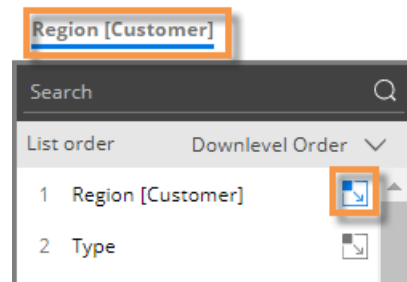 Region [Customer]
Search
List order Downlevel Order
1 Region [Customer]
2 Type